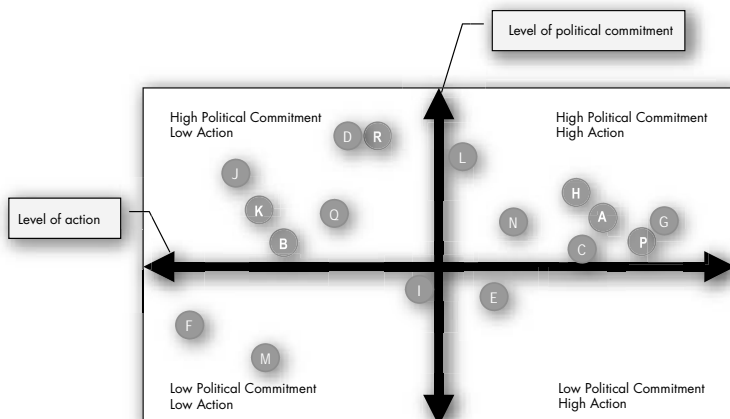 Level of political commitment
High Political Commitment
Low Action
High Political Commitment
High Action
D R
L
J
H
K
Q
A
G
N
Level of action
B
P
C
I
E
F
M
Low Political Commitment
Low Action
Low Political Commitment
High Action